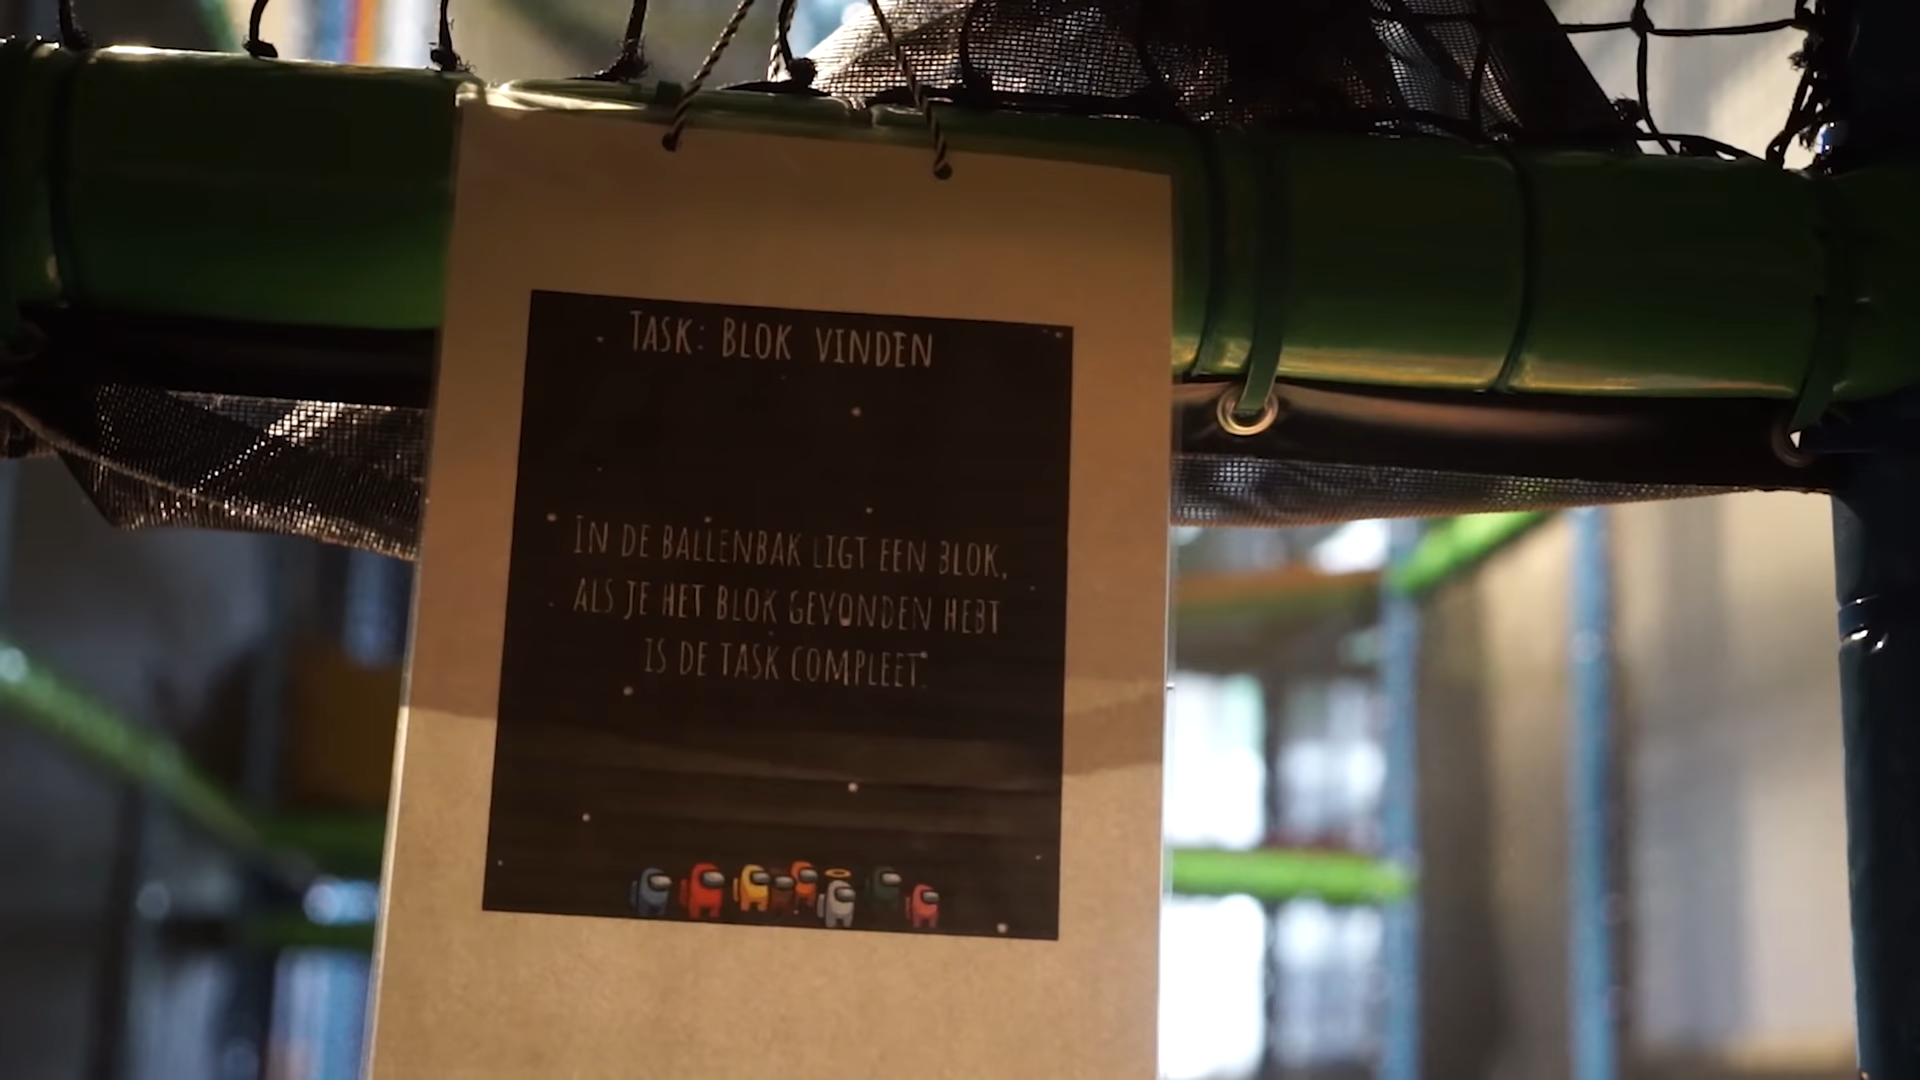 TASK: BLOK VINDEN
IN DE BALLENBAK LIGT EEN BLOK,
ALS JE HET BLOK GEVONDEN HEBT
IS DE TASK COMPLEET.